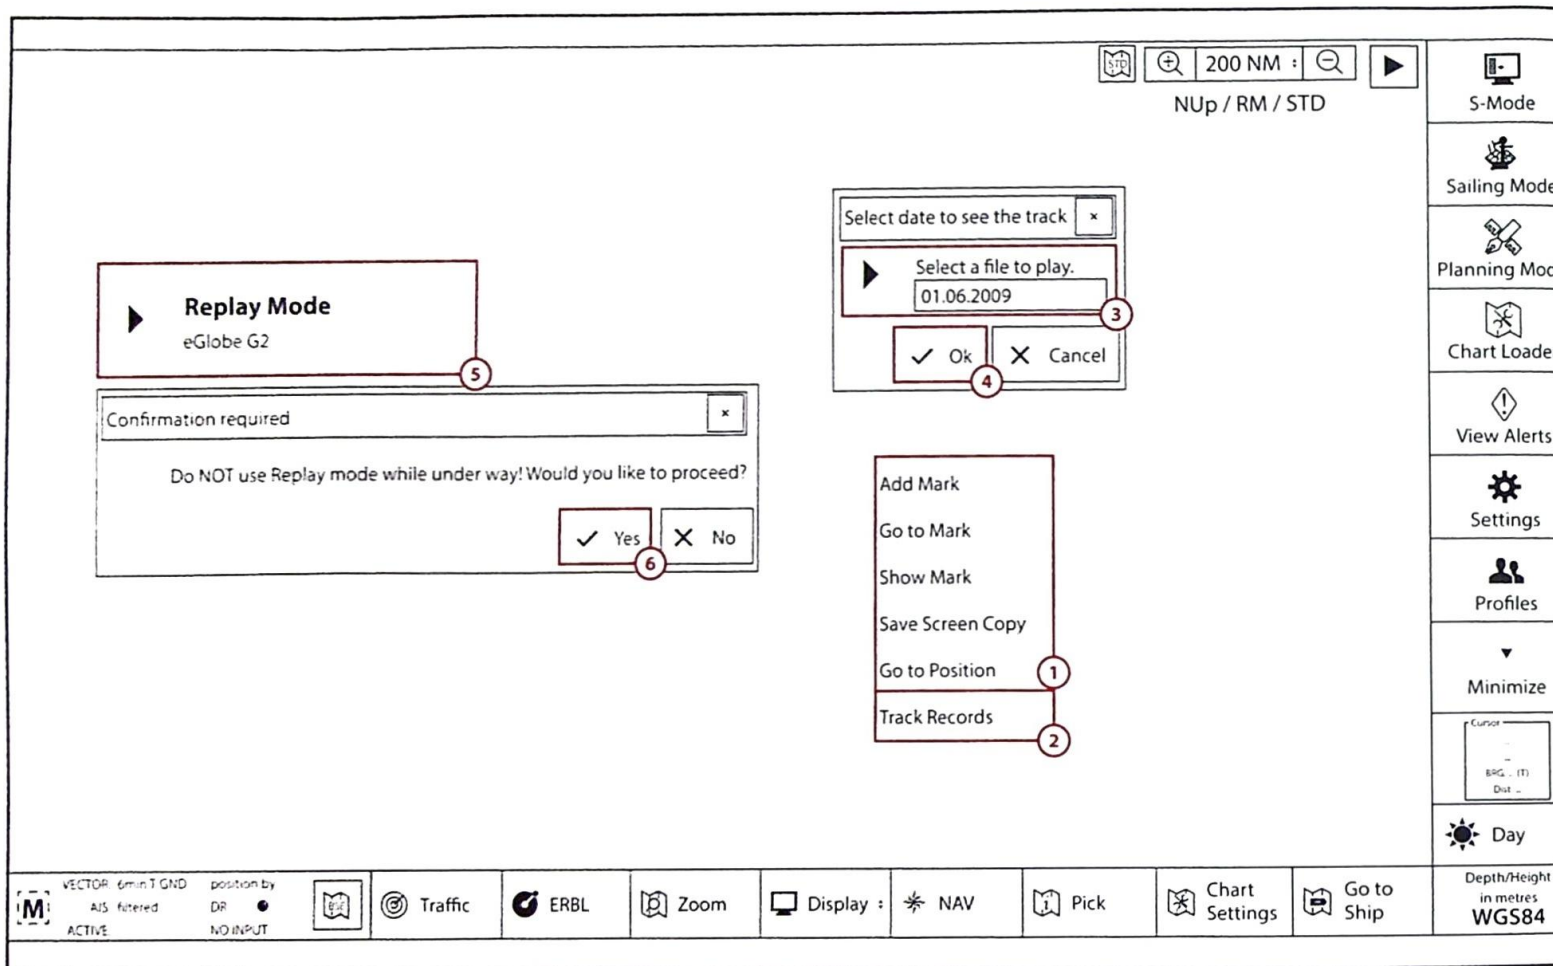 STD
200 NM :
NUp / RM / STD
S-Mode
Sailing Mode
Select date to see the track ×
Select a file to play.
01.06.2009
3
Ok
Cancel
4
Planning Mod
Replay Mode
eGlobe G2
5
Chart Loade
Confirmation required ×
Do NOT use Replay mode while under way! Would you like to proceed?
Yes
No
6
View Alerts
Add Mark
Go to Mark
Show Mark
Save Screen Copy
Go to Position
1
Track Records
2
Settings
Profiles
Minimize
Cursor
BRG _ (T)
Dist _
Day
M
VECTOR 6min T GND
AIS filtered
ACTIVE
position by
DR
NO INPUT
Traffic
ERBL
Zoom
Display :
NAV
Pick
Chart
Settings
Go to
Ship
Depth/Height
in metres
WGS84